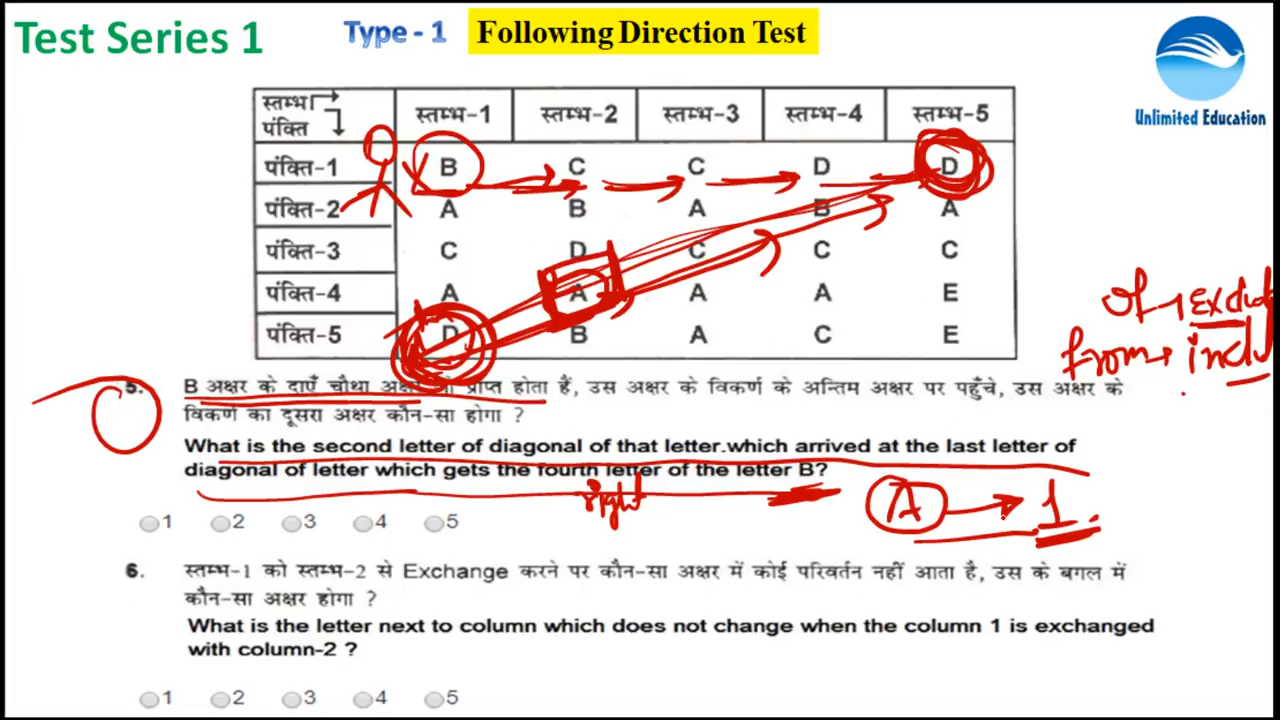 Test Series 1
Type - 1
Following Direction Test
Unlimited Education
स्तम्भ
पंक्ति
स्तम्भ-1 स्तम्भ-2 स्तम्भ-3 स्तम्भ-4 स्तम्भ-5
पंक्ति-1 B C C D D
पंक्ति-2 A B A B A
पंक्ति-3 C D C C C
पंक्ति-4 A A A A E
पंक्ति-5 D B A C E
of → exclud
from → inclu
5. B अक्षर के दाएँ चौथा अक्षर प्राप्त होता हैं, उस अक्षर के विकर्ण के अन्तिम अक्षर पर पहुँचे, उस अक्षर के
विकर्ण का दूसरा अक्षर कौन-सा होगा ?
What is the second letter of diagonal of that letter.which arrived at the last letter of
diagonal of letter which gets the fourth letter of the letter B?
right
A → 1
1 2 3 4 5
6. स्तम्भ-1 को स्तम्भ-2 से Exchange करने पर कौन-सा अक्षर में कोई परिवर्तन नहीं आता है, उस के बगल में
कौन-सा अक्षर होगा ?
What is the letter next to column which does not change when the column 1 is exchanged
with column-2 ?
1 2 3 4 5